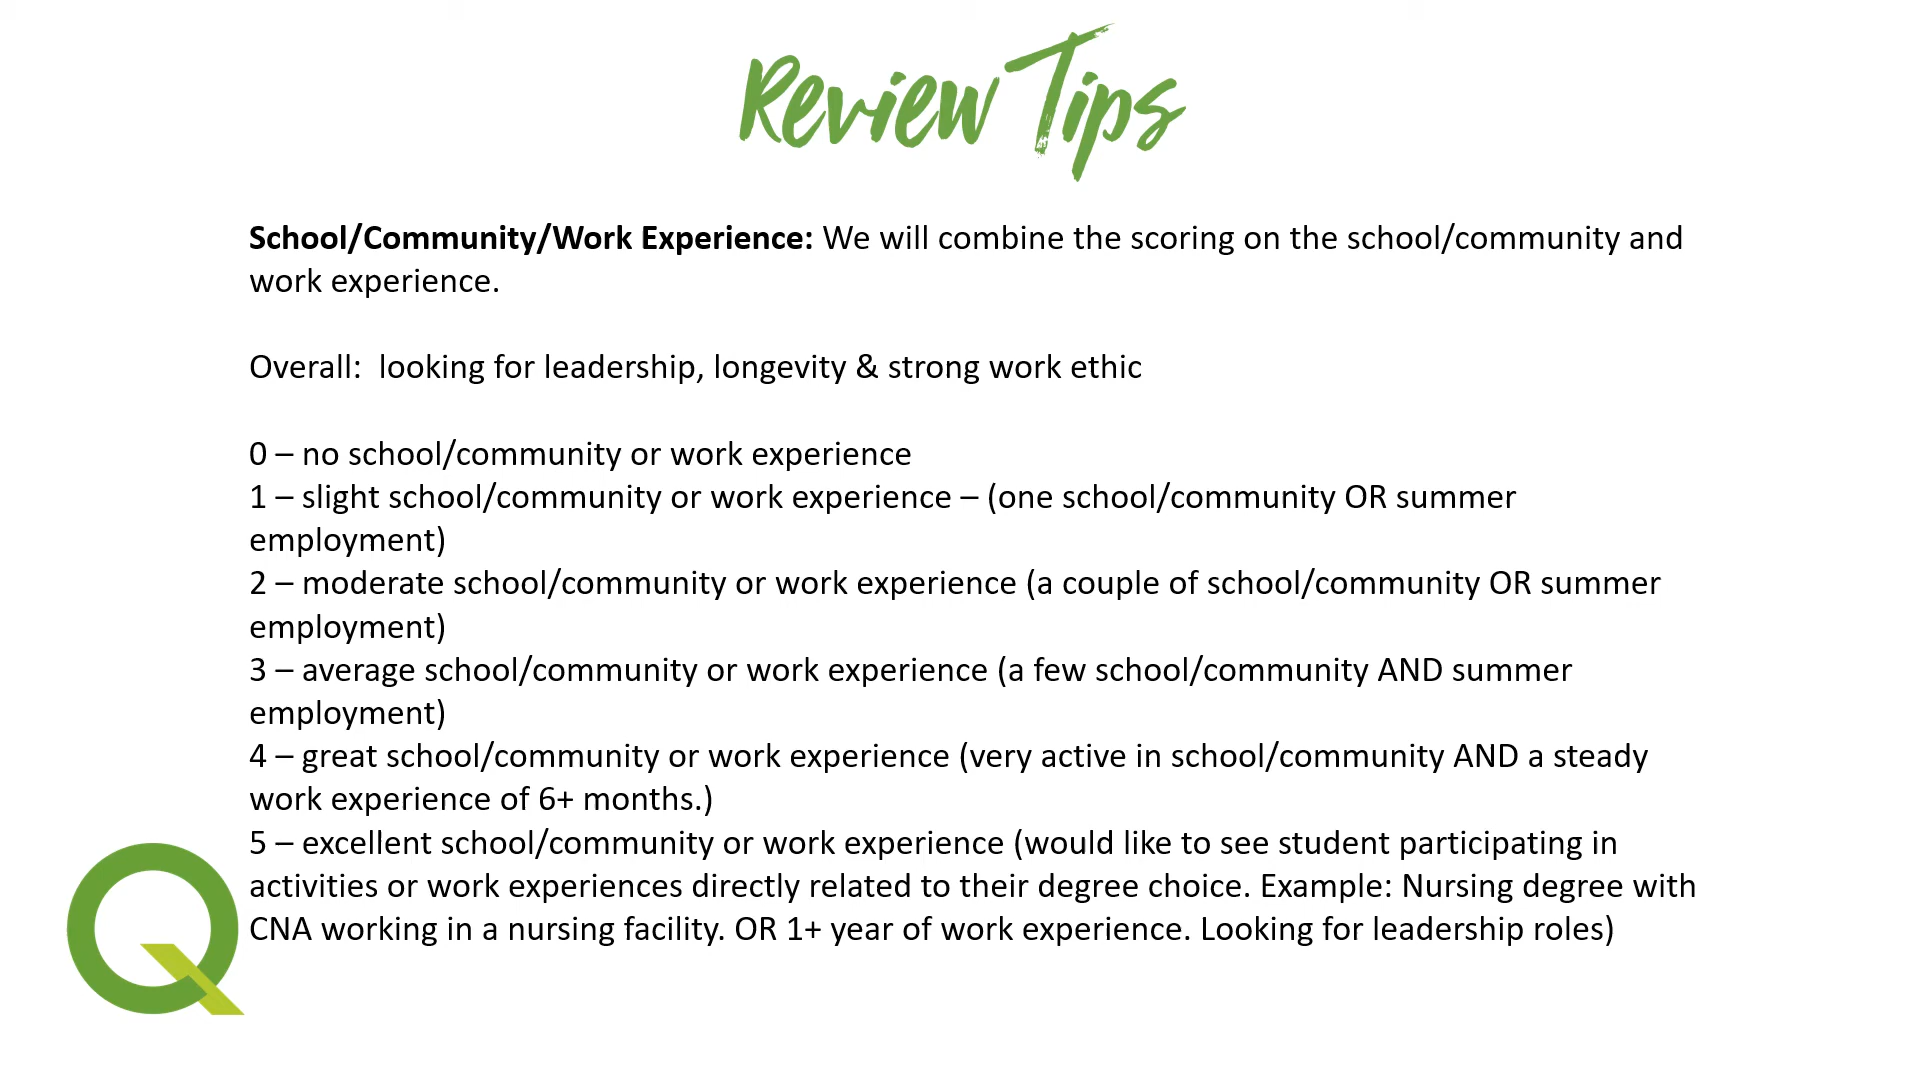 Review Tips
School/Community/Work Experience: We will combine the scoring on the school/community and
work experience.
Overall:  looking for leadership, longevity & strong work ethic
0 – no school/community or work experience
1 – slight school/community or work experience – (one school/community OR summer
employment)
2 – moderate school/community or work experience (a couple of school/community OR summer
employment)
3 – average school/community or work experience (a few school/community AND summer
employment)
4 – great school/community or work experience (very active in school/community AND a steady
work experience of 6+ months.)
5 – excellent school/community or work experience (would like to see student participating in
activities or work experiences directly related to their degree choice. Example: Nursing degree with
CNA working in a nursing facility. OR 1+ year of work experience. Looking for leadership roles)